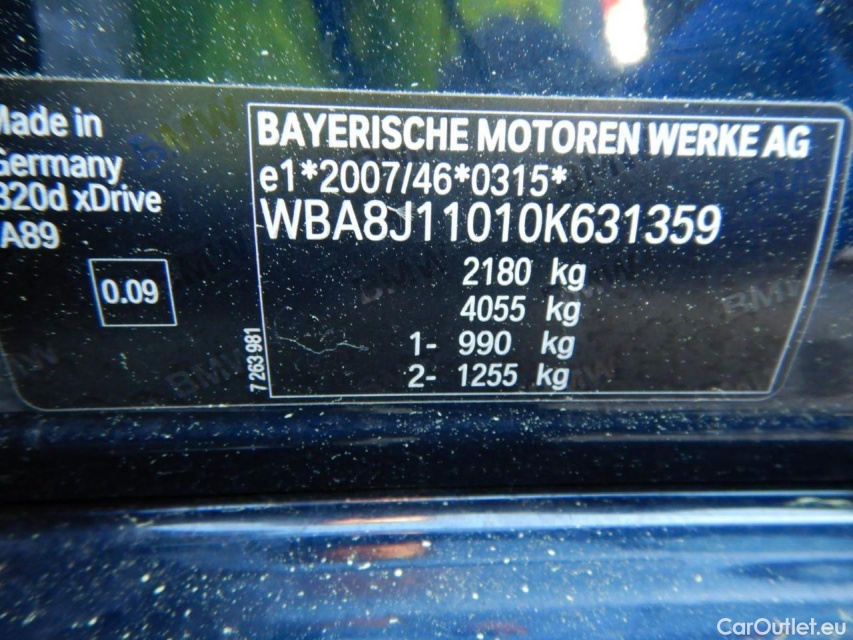 Made in
Germany
320d xDrive
A89
0.09
7 263 981
BAYERISCHE MOTOREN WERKE AG
e1*2007/46*0315*
WBA8J11010K631359
2180 kg
4055 kg
1- 990 kg
2- 1255 kg
BMW
CarOutlet.eu